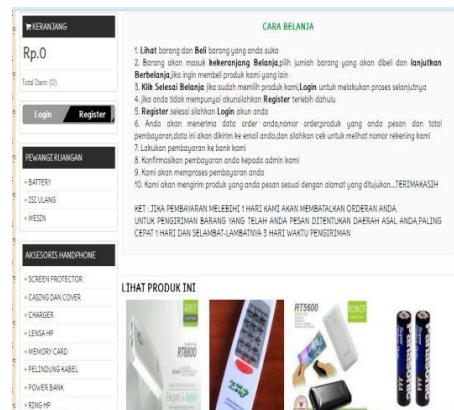 KERANJANG
Rp.0
Total Item: (0)
Login Register
PEWANGI RUANGAN
» BATTERY
» ISI ULANG
» MESIN
AKSESORIS HANDPHONE
» SCREEN PROTECTOR
» CASING DAN COVER
» CHARGER
» LENSA HP
» MEMORY CARD
» PELINDUNG KABEL
» POWER BANK
» RING HP
CARA BELANJA
1. Lihat barang dan Beli barang yang anda suka
2. Barang akan masuk kekeranjang Belanja,pilih jumlah barang yang akan dibeli dan lanjutkan
Berbelanja,jika ingin membeli produk kami yang lain
3. Klik Selesai Belanja jika sudah memilih produk kami,Login untuk melakukan proses selanjutnya
4. jika anda tidak mempunyai akunsilahkan Register terlebih dahulu
5. Register selesai silahkan Login akun anda
6. Anda akan menerima data order anda,nomor order,produk yang anda pesan dan total
pembayaran,data ini akan dikirim ke email anda,dan silahkan cek untuk melihat nomor rekening kami
7. Lakukan pembayaran ke bank kami
8. Konfirmasikan pembayaran anda kepada admin kami
9. Kami akan memproses pembayaran anda
10. Kami akan mengirim produk yang anda pesan sesuai dengan alamat yang ditujukan...TERIMAKASIH
KET : JIKA PEMBAYARAN MELEBIHI 1 HARI KAMI AKAN MEMBATALKAN ORDERAN ANDA.
UNTUK PENGIRIMAN BARANG YANG TELAH ANDA PESAN DITENTUKAN DAERAH ASAL ANDA,PALING
CEPAT 1 HARI DAN SELAMBAT-LAMBATNYA 3 HARI WAKTU PENGIRIMAN
LIHAT PRODUK INI
ROBOT
RT8800
Elegant & Stylish
RT5600
ROBOT
Panasonic
AAA